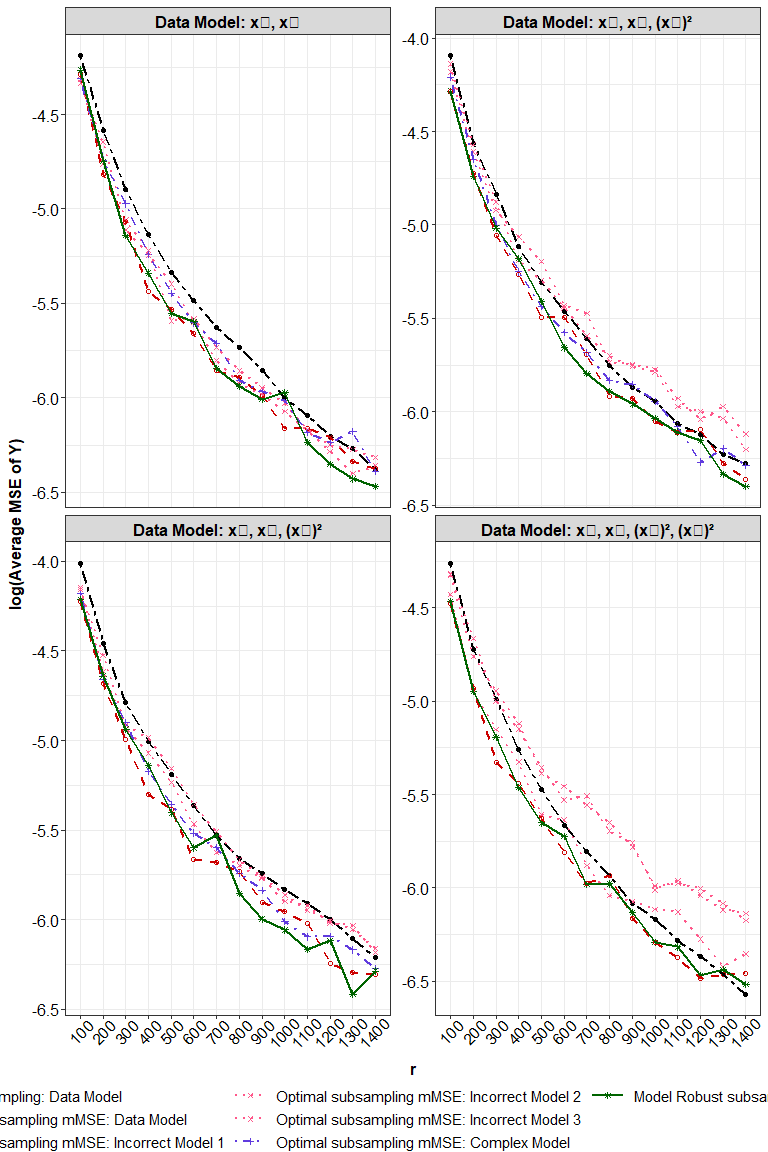 Data Model: x▯, x▯
Data Model: x▯, x▯, (x▯)²
-4.5
-5.0
-5.5
-6.0
-6.5
-4.0
-4.5
-5.0
-5.5
-6.0
-6.5
Data Model: x▯, x▯, (x▯)²
Data Model: x▯, x▯, (x▯)², (x▯)²
-4.0
-4.5
-5.0
-5.5
-6.0
-6.5
-4.5
-5.0
-5.5
-6.0
-6.5
log(Average MSE of Y)
100 200 300 400 500 600 700 800 900 1000 1100 1200 1300 1400
100 200 300 400 500 600 700 800 900 1000 1100 1200 1300 1400
r
mpling: Data Model
Optimal subsampling mMSE: Incorrect Model 2
Model Robust subsa
sampling mMSE: Data Model
Optimal subsampling mMSE: Incorrect Model 3
sampling mMSE: Incorrect Model 1
Optimal subsampling mMSE: Complex Model